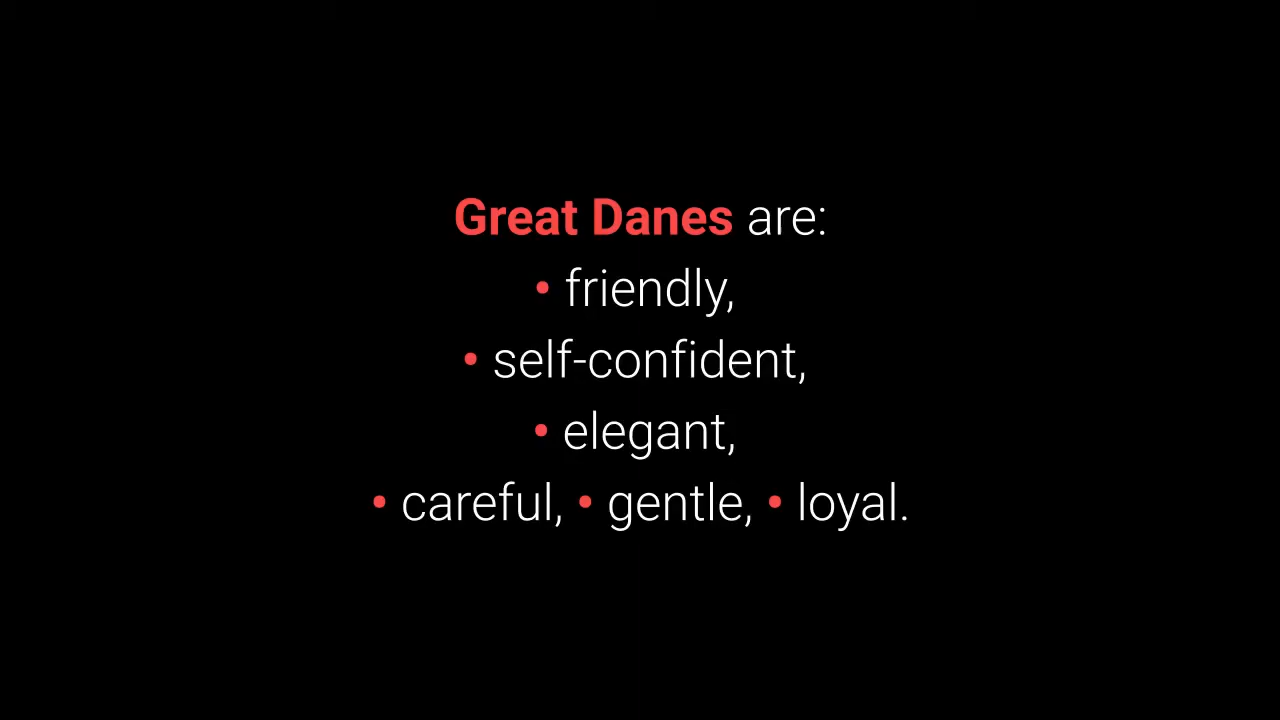 Great Danes are:
• friendly,
• self-confident,
• elegant,
• careful, • gentle, • loyal.